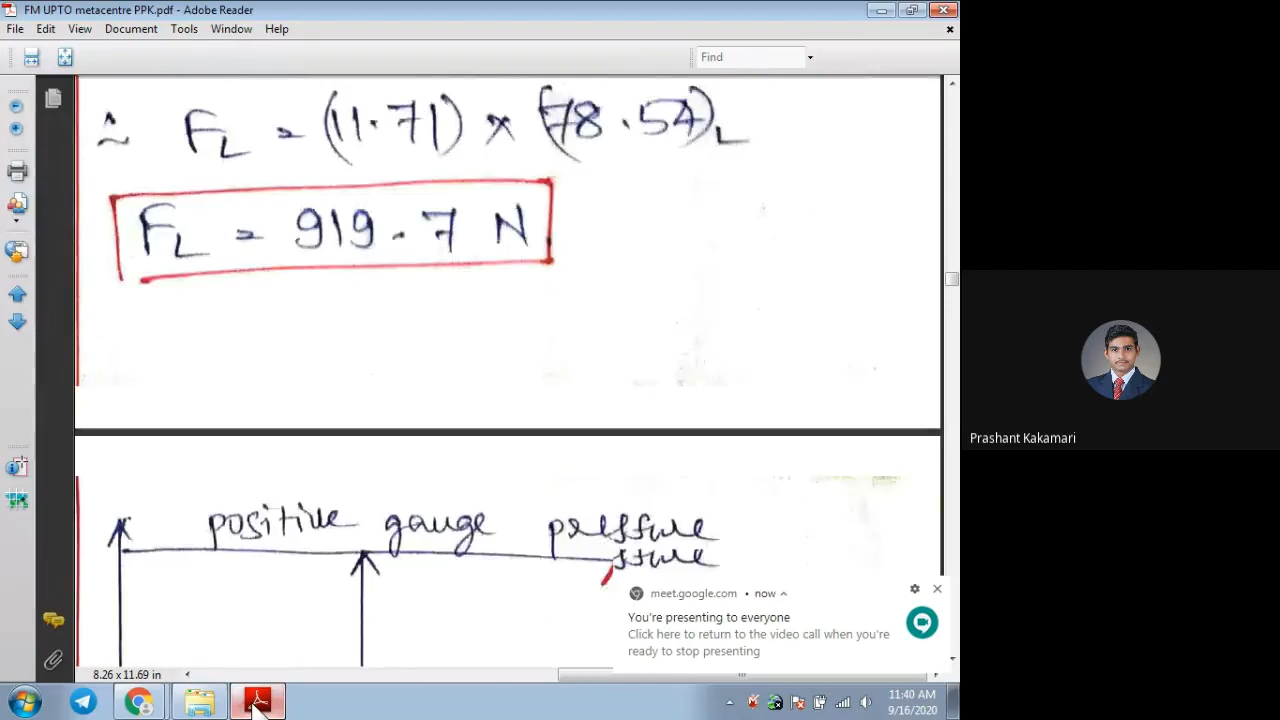 FM UPTO metacentre PPK.pdf - Adobe Reader
File Edit View Document Tools Window Help
Find
∴ FL = (11.71) × (78.54)L
FL = 919.7 N
positive gauge pressure
ssure
meet.google.com • now
You're presenting to everyone
Click here to return to the video call when you're
ready to stop presenting
8.26 x 11.69 in
Prashant Kakamari
11:40 AM
9/16/2020